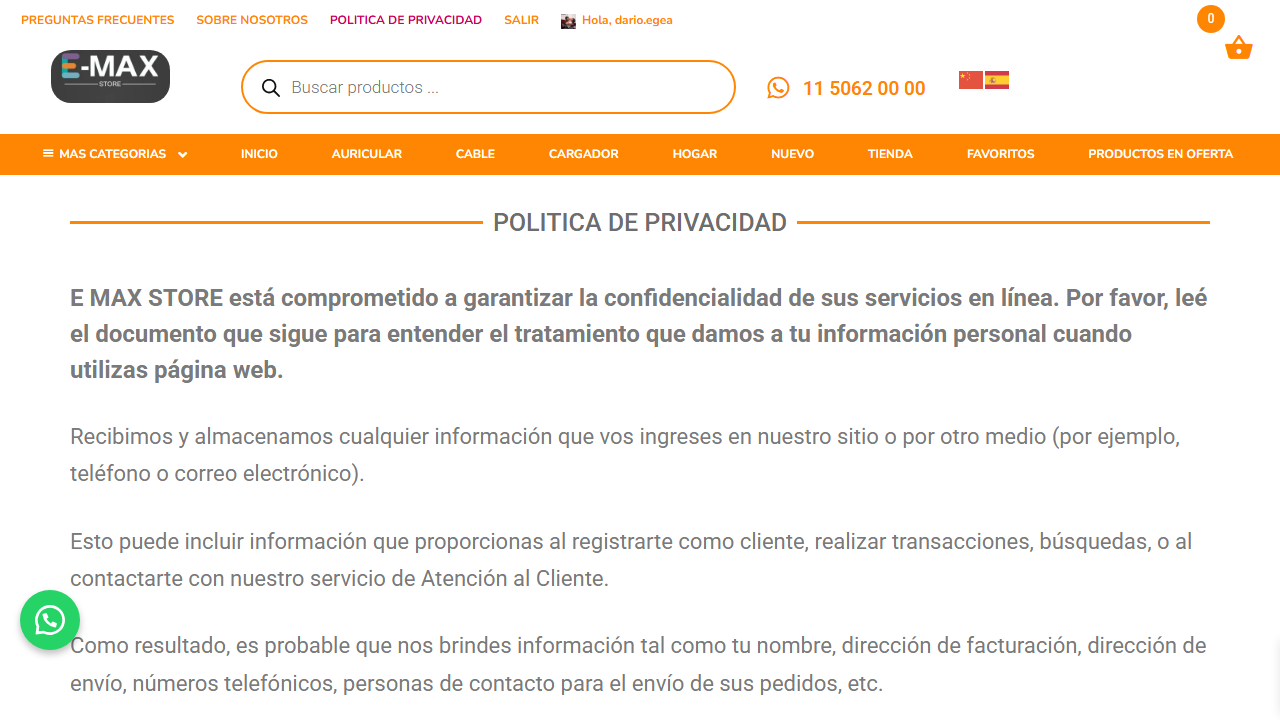 PREGUNTAS FRECUENTES SOBRE NOSOTROS POLITICA DE PRIVACIDAD SALIR Hola, dario.egea 0
E-MAX
STORE
Buscar productos ...
11 5062 00 00
MAS CATEGORIAS INICIO AURICULAR CABLE CARGADOR HOGAR NUEVO TIENDA FAVORITOS PRODUCTOS EN OFERTA
POLITICA DE PRIVACIDAD
E MAX STORE está comprometido a garantizar la confidencialidad de sus servicios en línea. Por favor, leé
el documento que sigue para entender el tratamiento que damos a tu información personal cuando
utilizas página web.
Recibimos y almacenamos cualquier información que vos ingreses en nuestro sitio o por otro medio (por ejemplo,
teléfono o correo electrónico).
Esto puede incluir información que proporcionas al registrarte como cliente, realizar transacciones, búsquedas, o al
contactarte con nuestro servicio de Atención al Cliente.
Como resultado, es probable que nos brindes información tal como tu nombre, dirección de facturación, dirección de
envío, números telefónicos, personas de contacto para el envío de sus pedidos, etc.